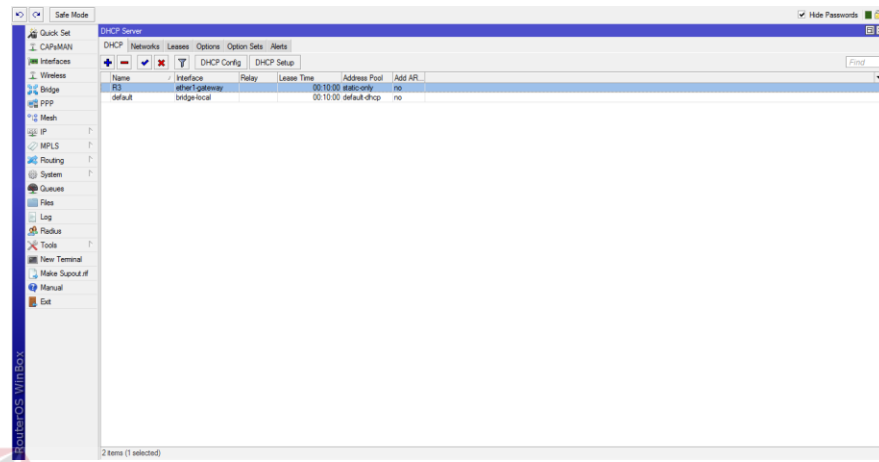 Safe Mode
Hide Passwords
Quick Set
CAPsMAN
Interfaces
Wireless
Bridge
PPP
Mesh
IP
MPLS
Routing
System
Queues
Files
Log
Radius
Tools
New Terminal
Make Supout.rif
Manual
Exit
RouterOS WinBox
DHCP Server
DHCP Networks Leases Options Option Sets Alerts
DHCP Config DHCP Setup Find
Name / Interface Relay Lease Time Address Pool Add AR...
R3 ether1-gateway 00:10:00 static-only no
default bridge-local 00:10:00 default-dhcp no
2 items (1 selected)